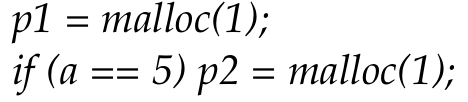 p1 = malloc(1);
if (a == 5) p2 = malloc(1);